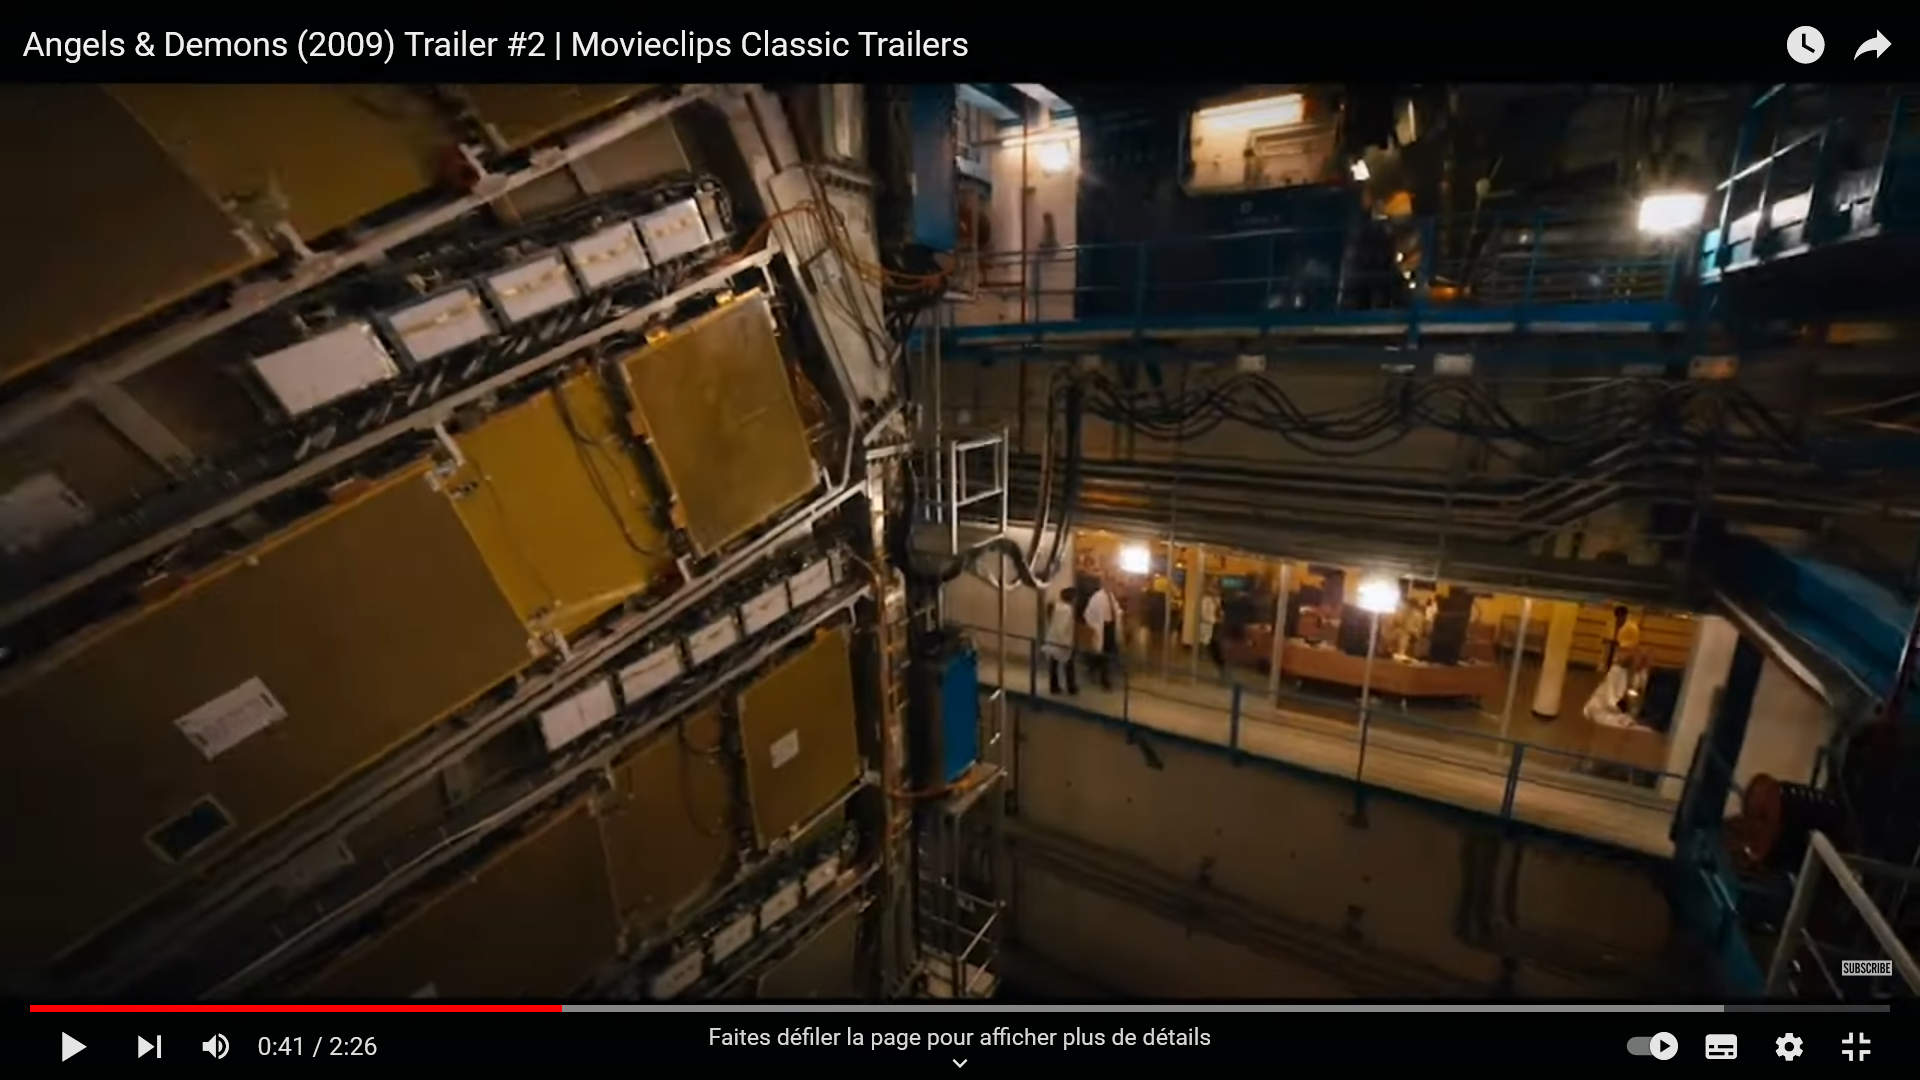 Angels & Demons (2009) Trailer #2 | Movieclips Classic Trailers
SUBSCRIBE
0:41 / 2:26
Faites défiler la page pour afficher plus de détails